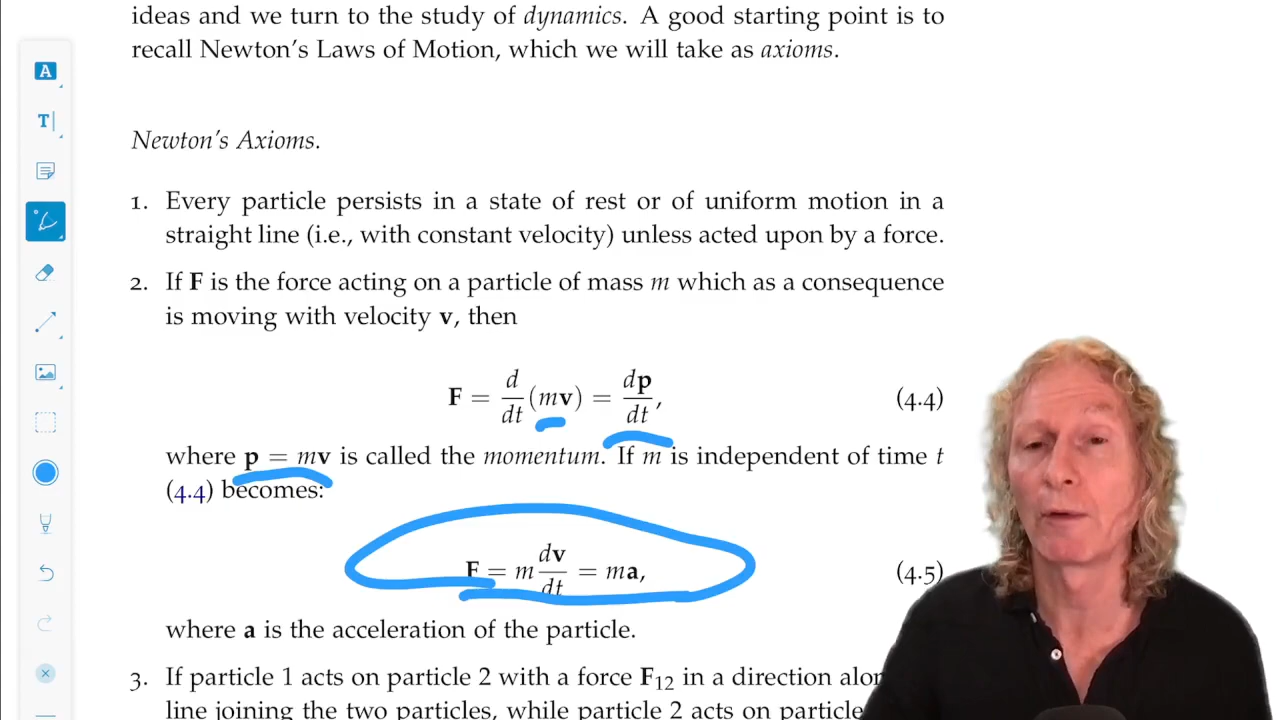 ideas and we turn to the study of dynamics. A good starting point is to
recall Newton's Laws of Motion, which we will take as axioms.
Newton's Axioms.
1. Every particle persists in a state of rest or of uniform motion in a
straight line (i.e., with constant velocity) unless acted upon by a force.
2. If F is the force acting on a particle of mass m which as a consequence
is moving with velocity v, then
F = d/dt (mv) = dp/dt, (4.4)
where p = mv is called the momentum. If m is independent of time t
(4.4) becomes:
F = m dv/dt = ma, (4.5)
where a is the acceleration of the particle.
3. If particle 1 acts on particle 2 with a force F₁₂ in a direction
line joining the two particles, while particle 2 acts on particle
A
T